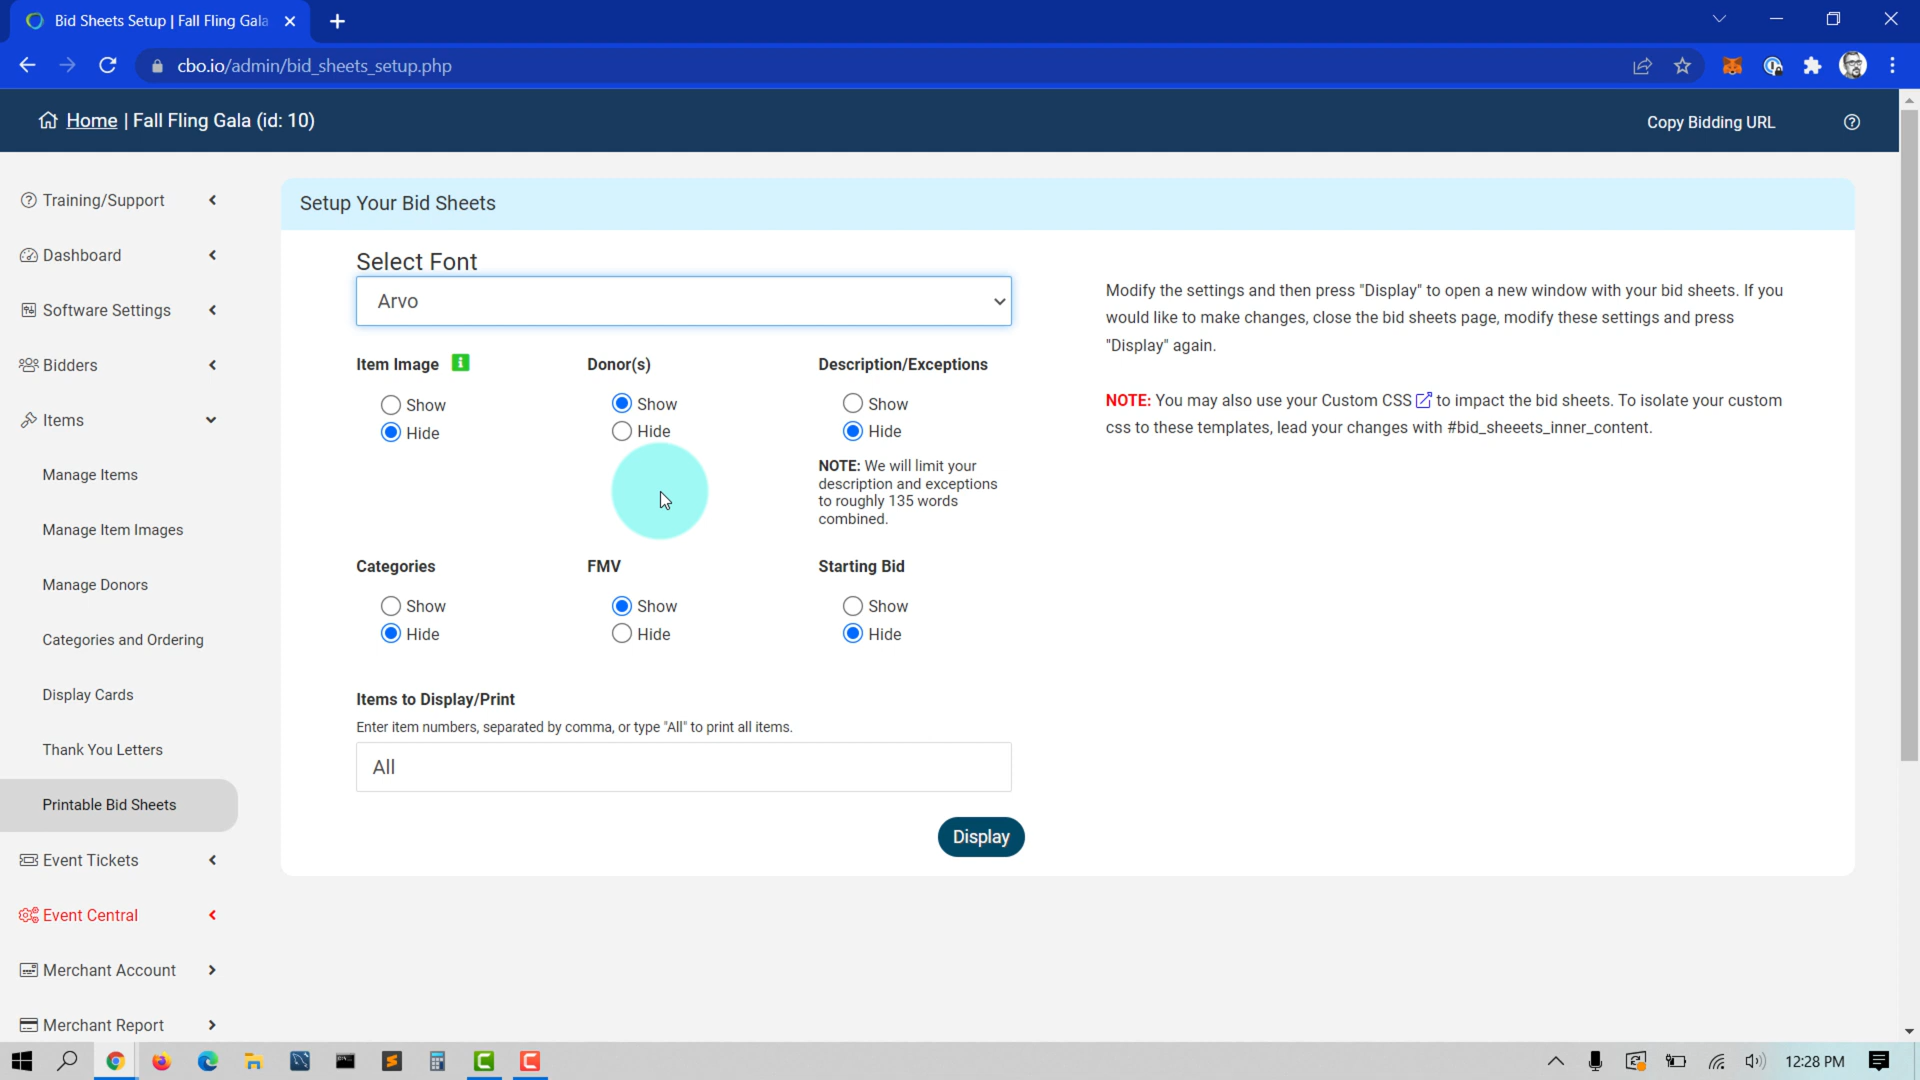 Bid Sheets Setup | Fall Fling Gala
cbo.io/admin/bid_sheets_setup.php
Home | Fall Fling Gala (id: 10)
Copy Bidding URL
Training/Support
Dashboard
Software Settings
Bidders
Items
Manage Items
Manage Item Images
Manage Donors
Categories and Ordering
Display Cards
Thank You Letters
Printable Bid Sheets
Event Tickets
Event Central
Merchant Account
Merchant Report
Setup Your Bid Sheets
Select Font
Arvo
Item Image
Show
Hide
Donor(s)
Show
Hide
Description/Exceptions
Show
Hide
NOTE: We will limit your
description and exceptions
to roughly 135 words
combined.
Categories
Show
Hide
FMV
Show
Hide
Starting Bid
Show
Hide
Items to Display/Print
Enter item numbers, separated by comma, or type "All" to print all items.
All
Display
Modify the settings and then press "Display" to open a new window with your bid sheets. If you
would like to make changes, close the bid sheets page, modify these settings and press
"Display" again.
NOTE: You may also use your Custom CSS to impact the bid sheets. To isolate your custom
css to these templates, lead your changes with #bid_sheeets_inner_content.
12:28 PM